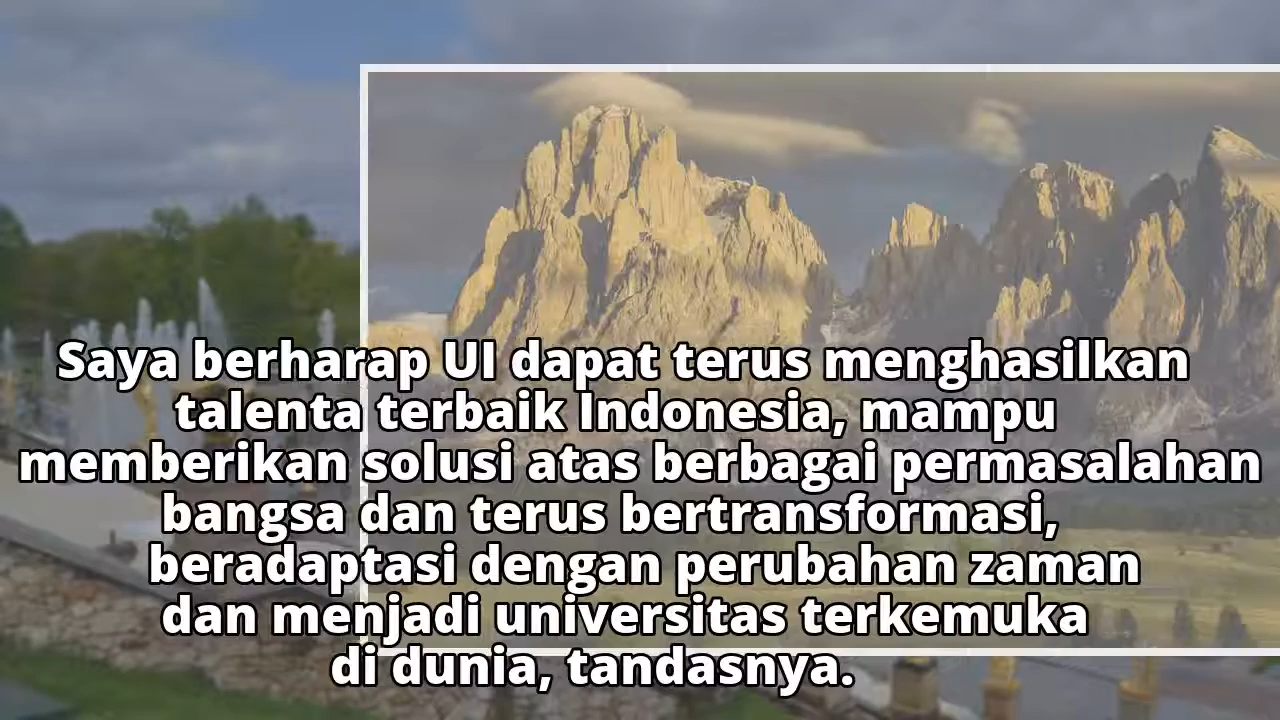 Saya berharap UI dapat terus menghasilkan
talenta terbaik Indonesia, mampu
memberikan solusi atas berbagai permasalahan
bangsa dan terus bertransformasi,
beradaptasi dengan perubahan zaman
dan menjadi universitas terkemuka
di dunia, tandasnya.